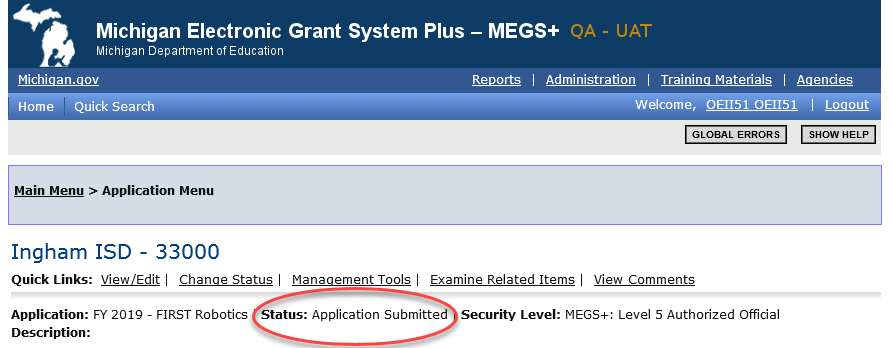 Michigan Electronic Grant System Plus – MEGS+ QA - UAT
Michigan Department of Education
Michigan.gov Reports | Administration | Training Materials | Agencies
Home | Quick Search Welcome, OEII51 OEII51 | Logout
GLOBAL ERRORS SHOW HELP
Main Menu > Application Menu
Ingham ISD - 33000
Quick Links: View/Edit | Change Status | Management Tools | Examine Related Items | View Comments
Application: FY 2019 - FIRST Robotics | Status: Application Submitted | Security Level: MEGS+: Level 5 Authorized Official
Description: